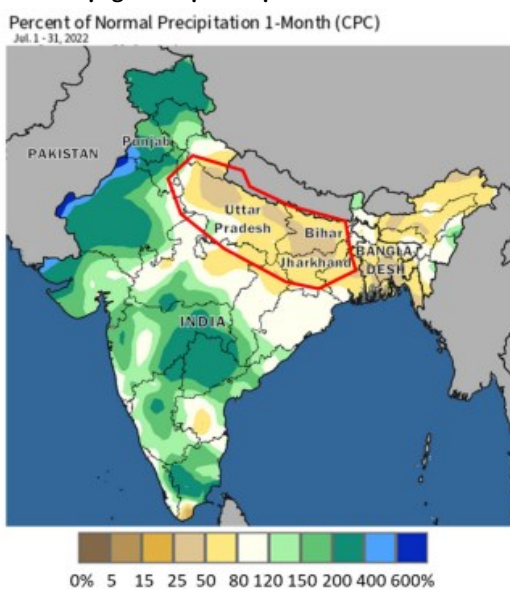 Percent of Normal Precipitation 1-Month (CPC)
Jul. 1 - 31, 2022
Punjab
PAKISTAN
Uttar
Pradesh
Bihar
Jharkhand
BANGLA
DESH
INDIA
0% 5 15 25 50 80 120 150 200 400 600%